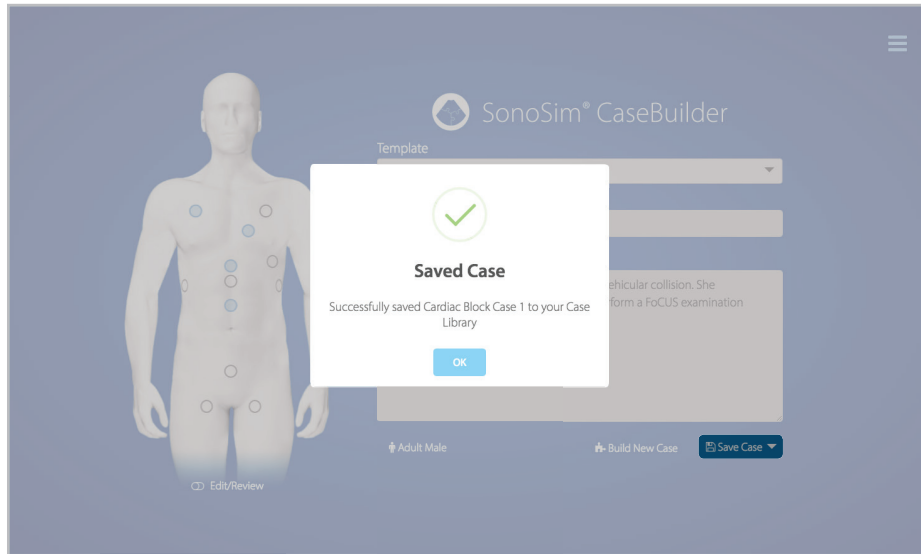 SonoSim® CaseBuilder
Template
ehicular collision. She
form a FoCUS examination
Saved Case
Successfully saved Cardiac Block Case 1 to your Case
Library
OK
Adult Male
Build New Case
Save Case
Edit/Review